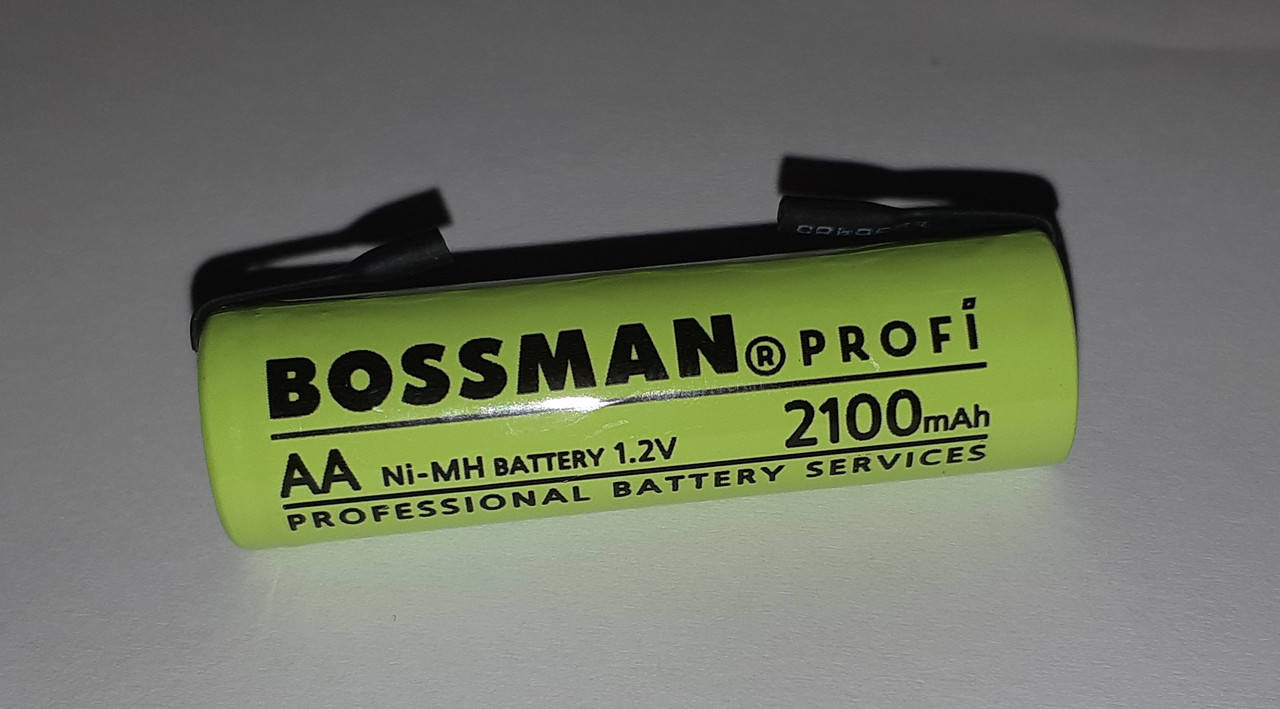 BOSSMAN® PROFi
2100mAh
AA Ni-MH BATTERY 1.2V
PROFESSIONAL BATTERY SERVICES